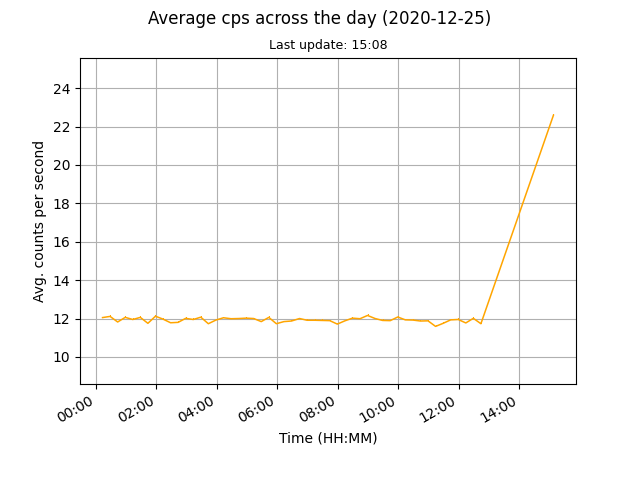 Average cps across the day (2020-12-25)
Last update: 15:08
24
22
20
18
16
14
12
10
Avg. counts per second
00:00 02:00 04:00 06:00 08:00 10:00 12:00 14:00
Time (HH:MM)